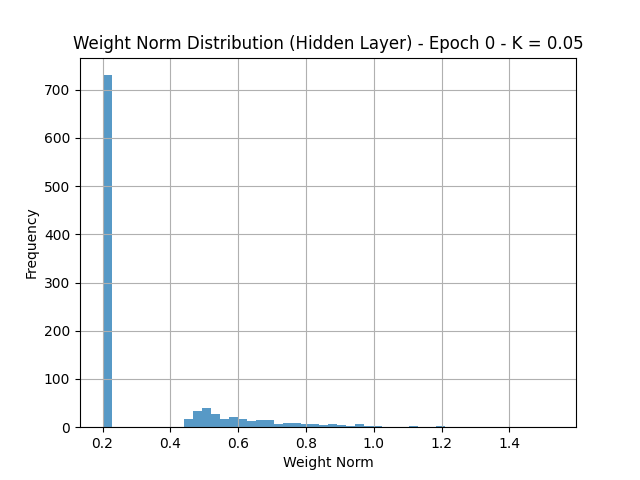 Weight Norm Distribution (Hidden Layer) - Epoch 0 - K = 0.05
700
600
500
400
300
200
100
0
Frequency
0.2 0.4 0.6 0.8 1.0 1.2 1.4
Weight Norm